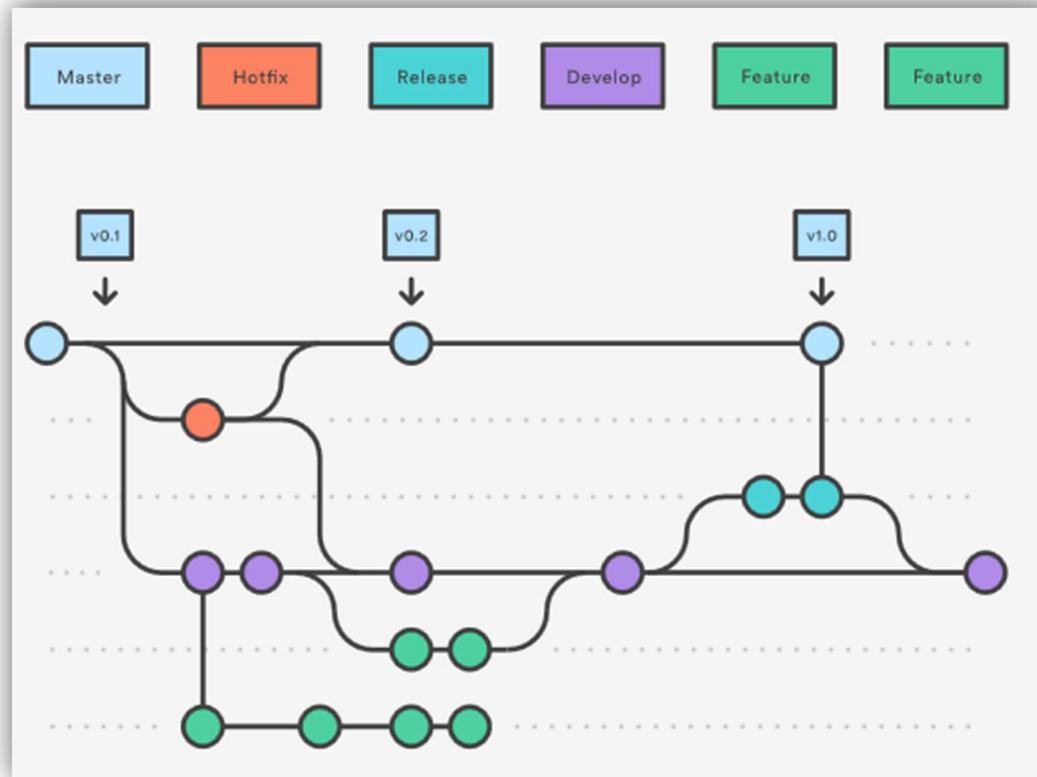 Master
Hotfix
Release
Develop
Feature
Feature
v0.1
v0.2
v1.0